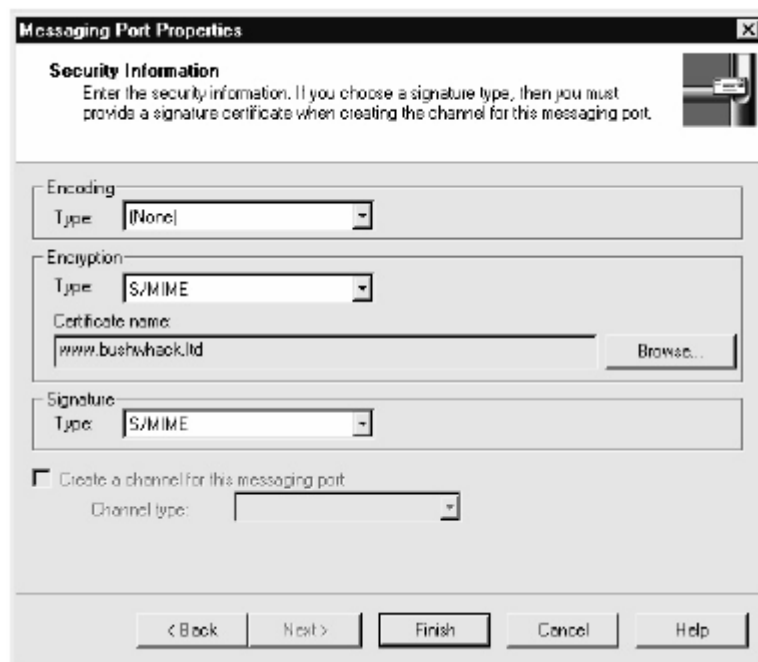 Messaging Port Properties
Security Information
Enter the security information. If you choose a signature type, then you must
provide a signature certificate when creating the channel for this messaging port.
Encoding
Type: (None)
Encryption
Type: S/MIME
Certificate name:
www.bushwhack.ltd
Browse...
Signature
Type: S/MIME
Create a channel for this messaging port
Channel type:
< Back Next > Finish Cancel Help